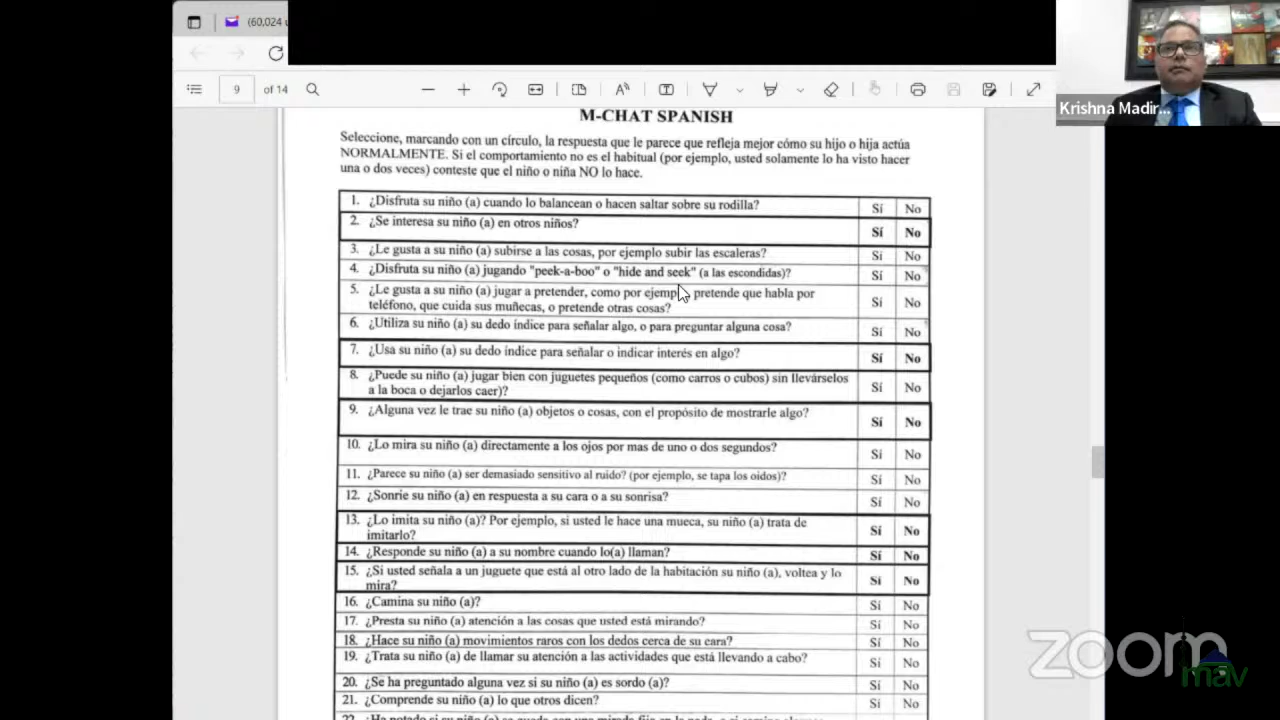 (60,024 u
9 of 14
Krishna Madir...
M-CHAT SPANISH
Seleccione, marcando con un círculo, la respuesta que le parece que refleja mejor cómo su hijo o hija actúa
NORMALMENTE. Si el comportamiento no es el habitual (por ejemplo, usted solamente lo ha visto hacer
una o dos veces) conteste que el niño o niña NO lo hace.
1. ¿Disfruta su niño (a) cuando lo balancean o hacen saltar sobre su rodilla? Sí No
2. ¿Se interesa su niño (a) en otros niños? Sí No
3. ¿Le gusta a su niño (a) subirse a las cosas, por ejemplo subir las escaleras? Sí No
4. ¿Disfruta su niño (a) jugando "peek-a-boo" o "hide and seek" (a las escondidas)? Sí No
5. ¿Le gusta a su niño (a) jugar a pretender, como por ejemplo, pretende que habla por
teléfono, que cuida sus muñecas, o pretende otras cosas? Sí No
6. ¿Utiliza su niño (a) su dedo índice para señalar algo, o para preguntar alguna cosa? Sí No
7. ¿Usa su niño (a) su dedo índice para señalar o indicar interés en algo? Sí No
8. ¿Puede su niño (a) jugar bien con juguetes pequeños (como carros o cubos) sin llevárselos
a la boca o dejarlos caer)? Sí No
9. ¿Alguna vez le trae su niño (a) objetos o cosas, con el propósito de mostrarle algo? Sí No
10. ¿Lo mira su niño (a) directamente a los ojos por mas de uno o dos segundos? Sí No
11. ¿Parece su niño (a) ser demasiado sensitivo al ruido? (por ejemplo, se tapa los oidos)? Sí No
12. ¿Sonrie su niño (a) en respuesta a su cara o a su sonrisa? Sí No
13. ¿Lo imita su niño (a)? Por ejemplo, si usted le hace una mueca, su niño (a) trata de
imitarlo? Sí No
14. ¿Responde su niño (a) a su nombre cuando lo(a) llaman? Sí No
15. ¿Si usted señala a un juguete que está al otro lado de la habitación su niño (a), voltea y lo
mira? Sí No
16. ¿Camina su niño (a)? Sí No
17. ¿Presta su niño (a) atención a las cosas que usted está mirando? Sí No
18. ¿Hace su niño (a) movimientos raros con los dedos cerca de su cara? Sí No
19. ¿Trata su niño (a) de llamar su atención a las actividades que está llevando a cabo? Sí No
20. ¿Se ha preguntado alguna vez si su niño (a) es sordo (a)? Sí No
21. ¿Comprende su niño (a) lo que otros dicen? Sí No
zoom
mav